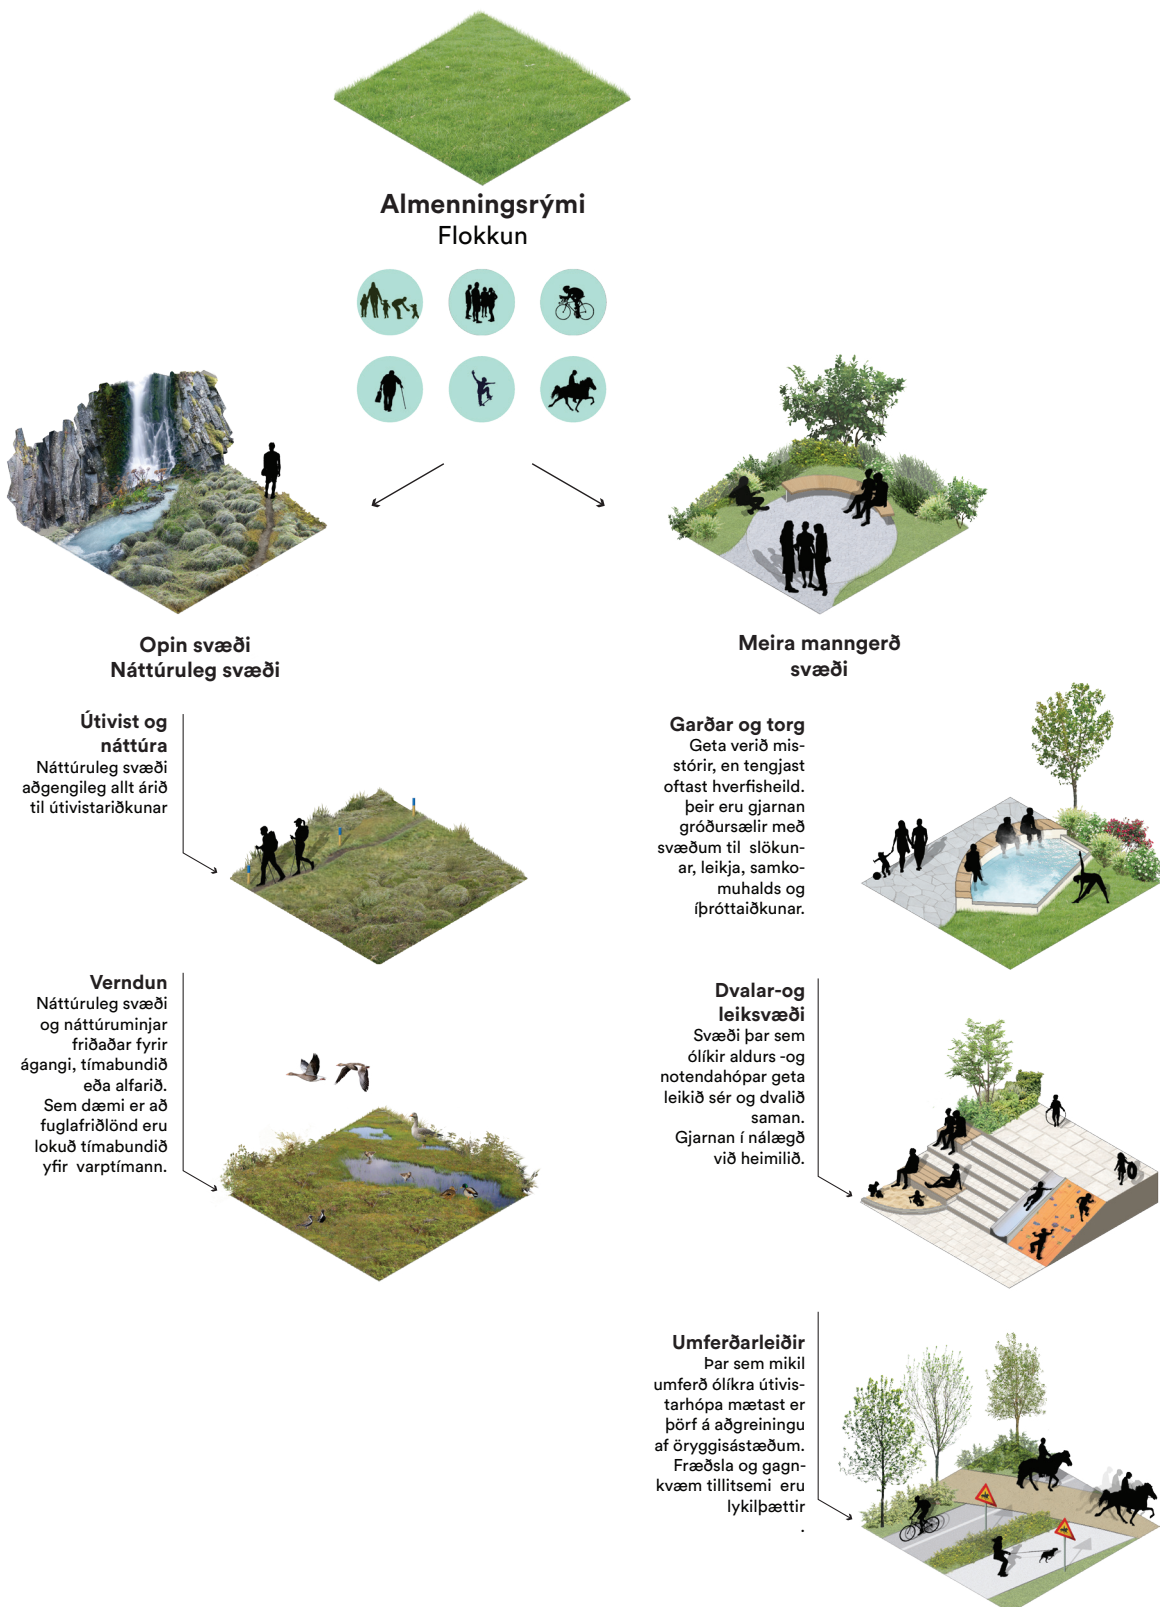 Almenningsrými
Flokkun
Opin svæði
Náttúruleg svæði
Útivist og
náttúra
Náttúruleg svæði
aðgengileg allt árið
til útivistariðkunar
Verndun
Náttúruleg svæði
og náttúruminjar
friðaðar fyrir
ágangi, tímabundið
eða alfarið.
Sem dæmi er að
fuglafriðlönd eru
lokuð tímabundið
yfir varptímann.
Meira manngerð
svæði
Garðar og torg
Geta verið mis-
stórir, en tengjast
oftast hverfisheild.
þeir eru gjarnan
gróðursælir með
svæðum til slökun-
ar, leikja, samko-
muhalds og
íþróttaiðkunar.
Dvalar-og
leiksvæði
Svæði þar sem
ólíkir aldurs -og
notendahópar geta
leikið sér og dvalið
saman.
Gjarnan í nálægð
við heimilið.
Umferðarleiðir
Þar sem mikil
umferð ólíkra útivis-
tarhópa mætast er
þörf á aðgreiningu
af öryggisástæðum.
Fræðsla og gagn-
kvæm tillitsemi eru
lykilþættir
.